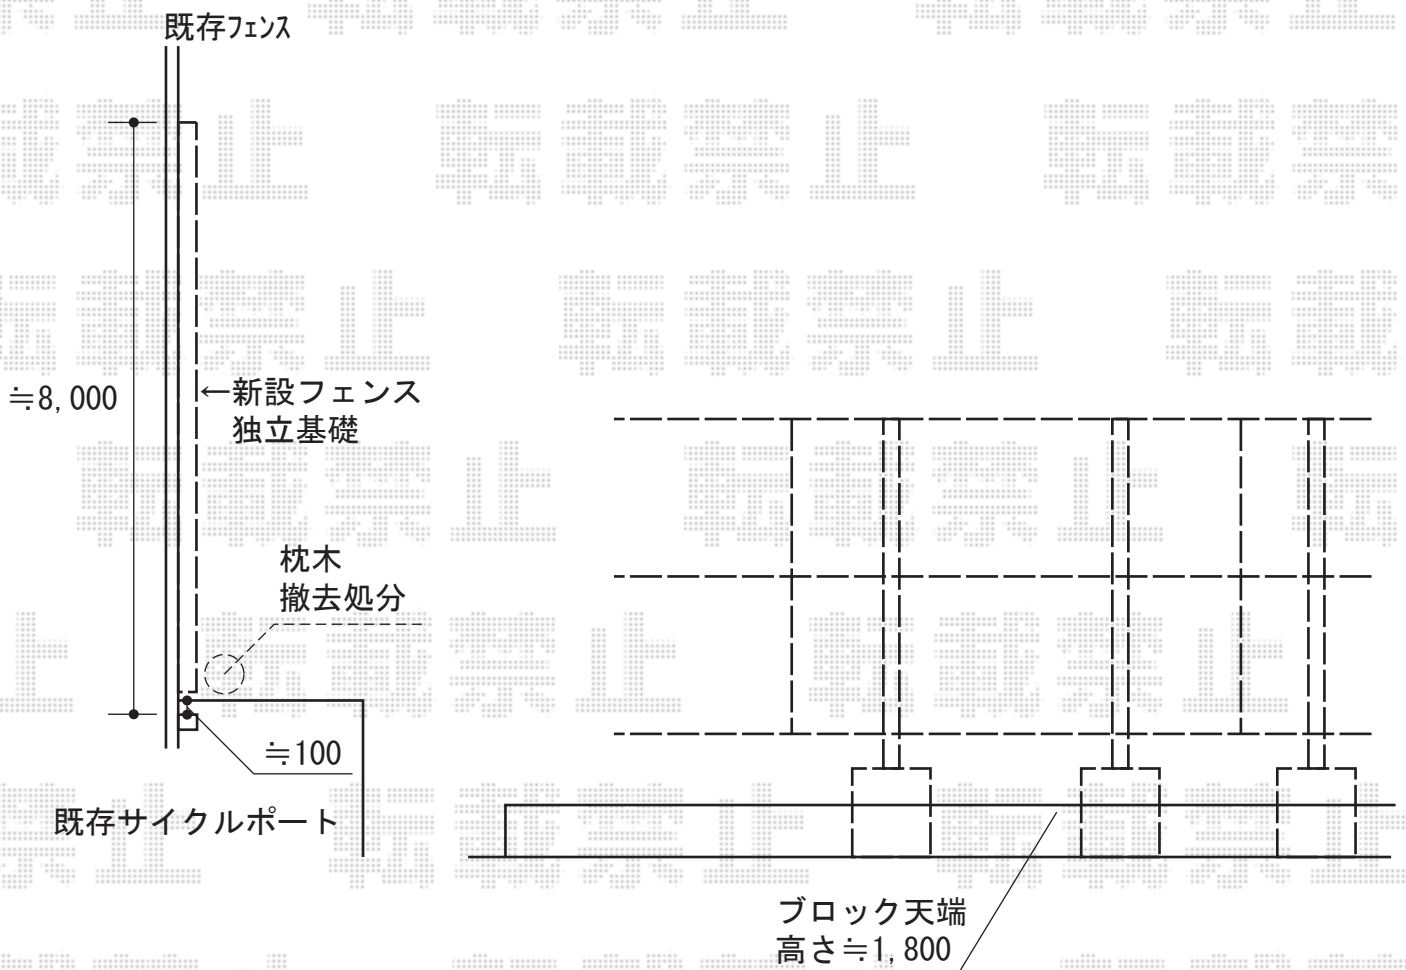 既存フェンス
≒8,000
←新設フェンス
独立基礎
枕木
撤去処分
≒100
既存サイクルポート
ブロック天端
高さ≒1,800
転載禁止